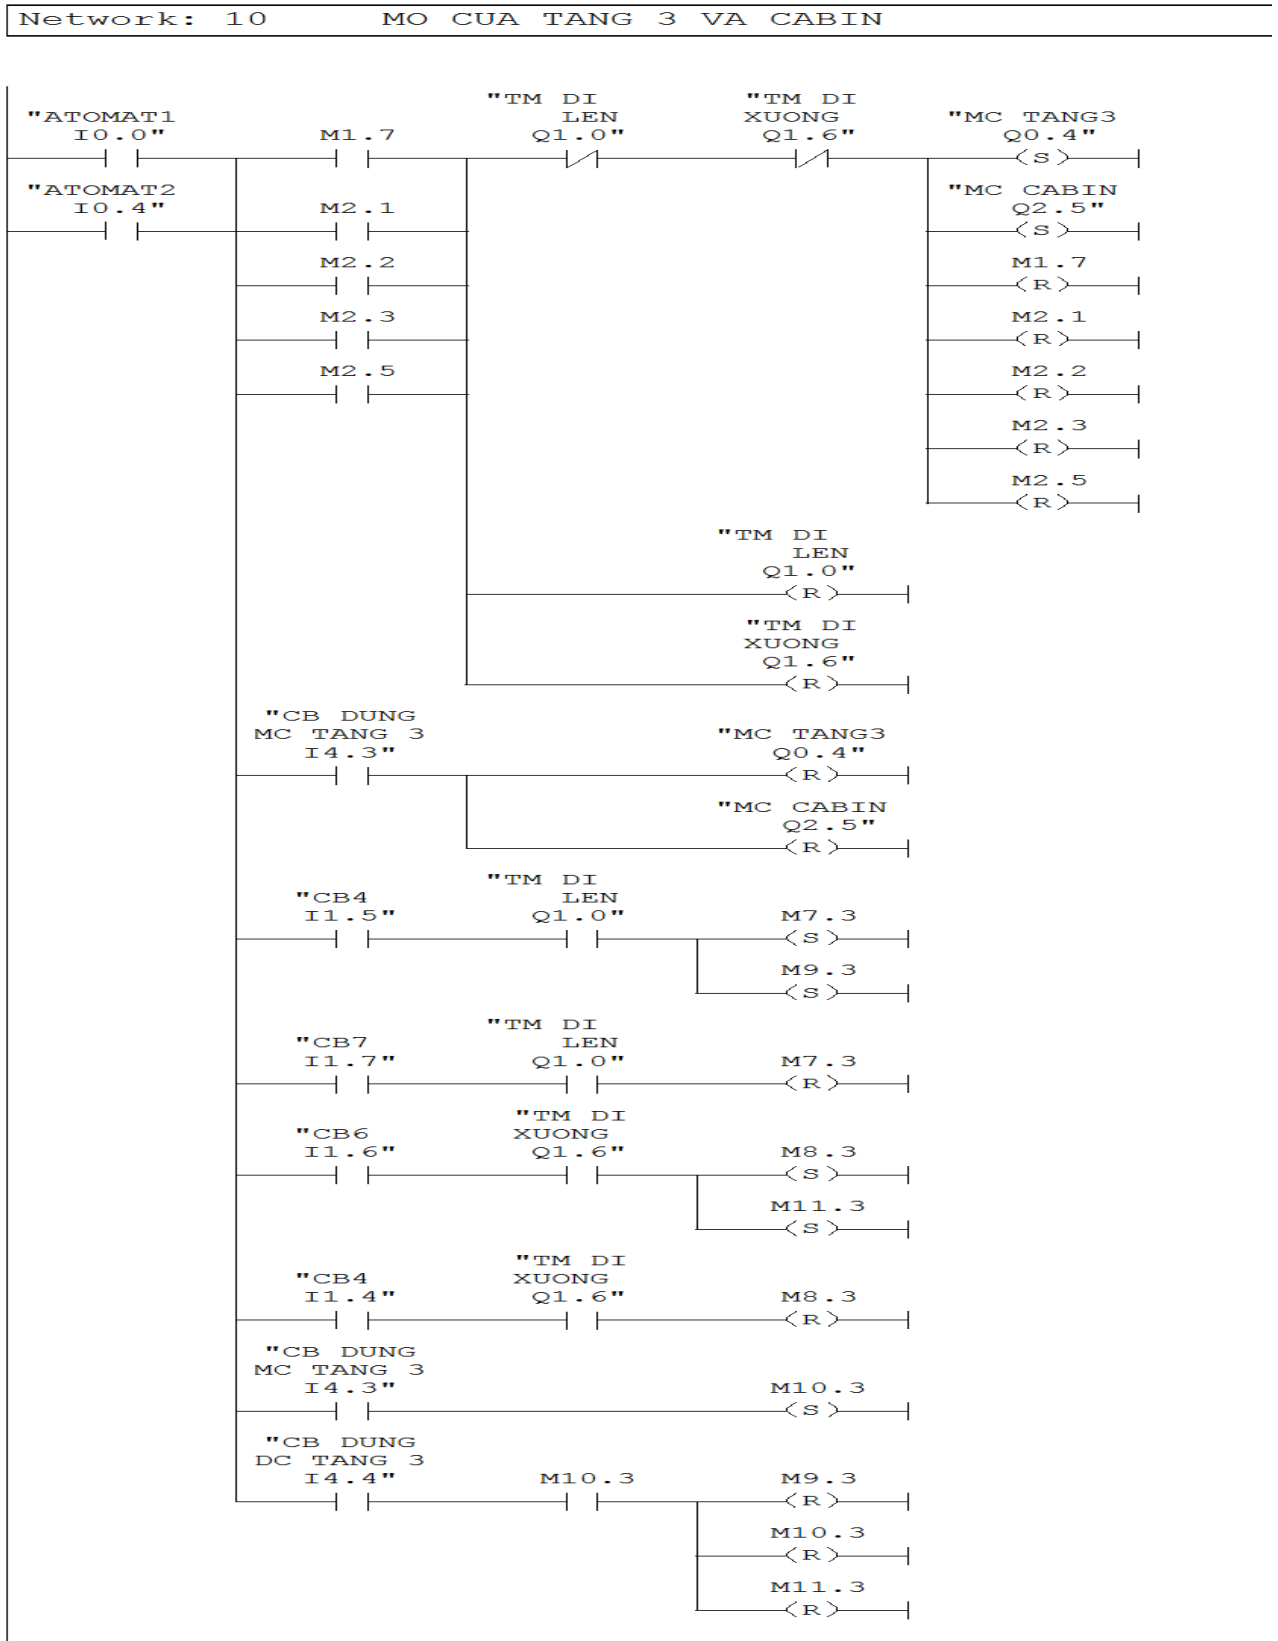 Network: 10 MO CUA TANG 3 VA CABIN
"TM DI "TM DI
"ATOMAT1 LEN XUONG "MC TANG3
I0.0" M1.7 Q1.0" Q1.6" Q0.4"
(S)
"ATOMAT2 "MC CABIN
I0.4" M2.1 Q2.5"
(S)
M2.2 M1.7
(R)
M2.3 M2.1
(R)
M2.5 M2.2
(R)
M2.3
(R)
M2.5
(R)
"TM DI
LEN
Q1.0"
(R)
"TM DI
XUONG
Q1.6"
(R)
"CB DUNG
MC TANG 3 "MC TANG3
I4.3" Q0.4"
(R)
"MC CABIN
Q2.5"
(R)
"TM DI
"CB4 LEN
I1.5" Q1.0" M7.3
(S)
M9.3
(S)
"TM DI
"CB7 LEN
I1.7" Q1.0" M7.3
(R)
"TM DI
"CB6 XUONG
I1.6" Q1.6" M8.3
(S)
M11.3
(S)
"TM DI
"CB4 XUONG
I1.4" Q1.6" M8.3
(R)
"CB DUNG
MC TANG 3
I4.3" M10.3
(S)
"CB DUNG
DC TANG 3
I4.4" M10.3 M9.3
(R)
M10.3
(R)
M11.3
(R)